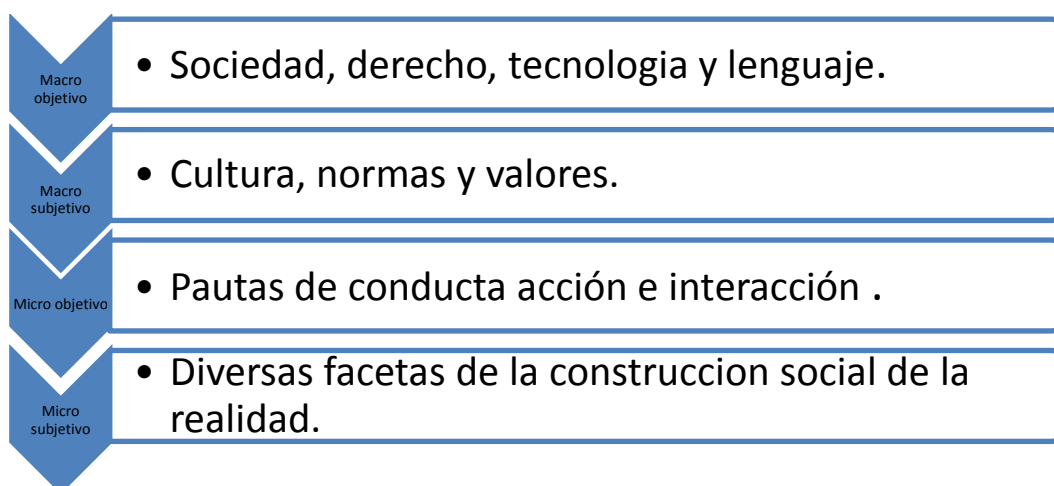 Macro
objetivo
• Sociedad, derecho, tecnologia y lenguaje.
Macro
subjetivo
• Cultura, normas y valores.
Micro objetivo
• Pautas de conducta acción e interacción .
Micro
subjetivo
• Diversas facetas de la construccion social de la
realidad.